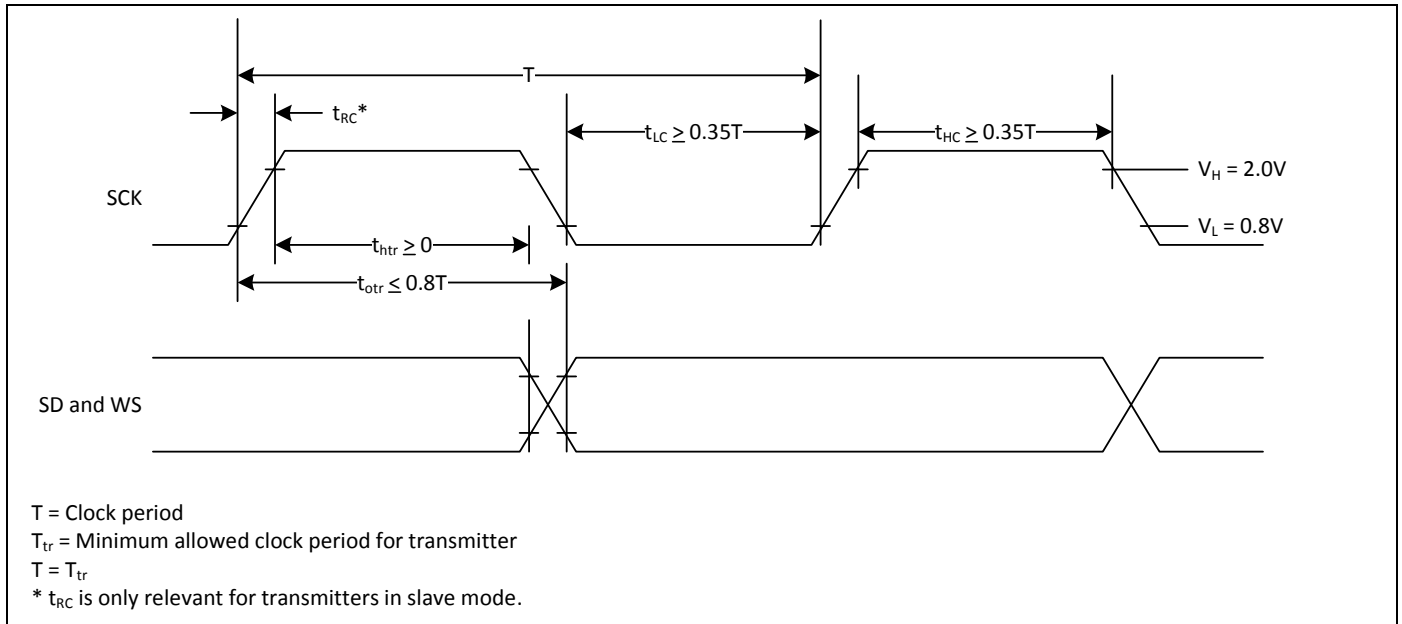 T
tRC*
tLC ≥ 0.35T
tHC ≥ 0.35T
VH = 2.0V
SCK
VL = 0.8V
thtr ≥ 0
totr ≤ 0.8T
SD and WS
T = Clock period
Ttr = Minimum allowed clock period for transmitter
T = Ttr
* tRC is only relevant for transmitters in slave mode.